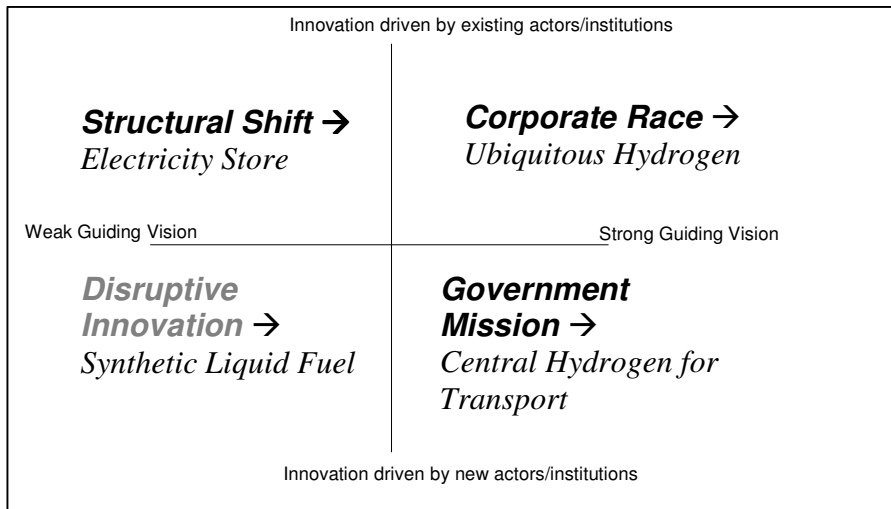 Innovation driven by existing actors/institutions
Structural Shift →
Electricity Store
Corporate Race →
Ubiquitous Hydrogen
Weak Guiding Vision
Strong Guiding Vision
Disruptive
Innovation →
Synthetic Liquid Fuel
Government
Mission →
Central Hydrogen for
Transport
Innovation driven by new actors/institutions